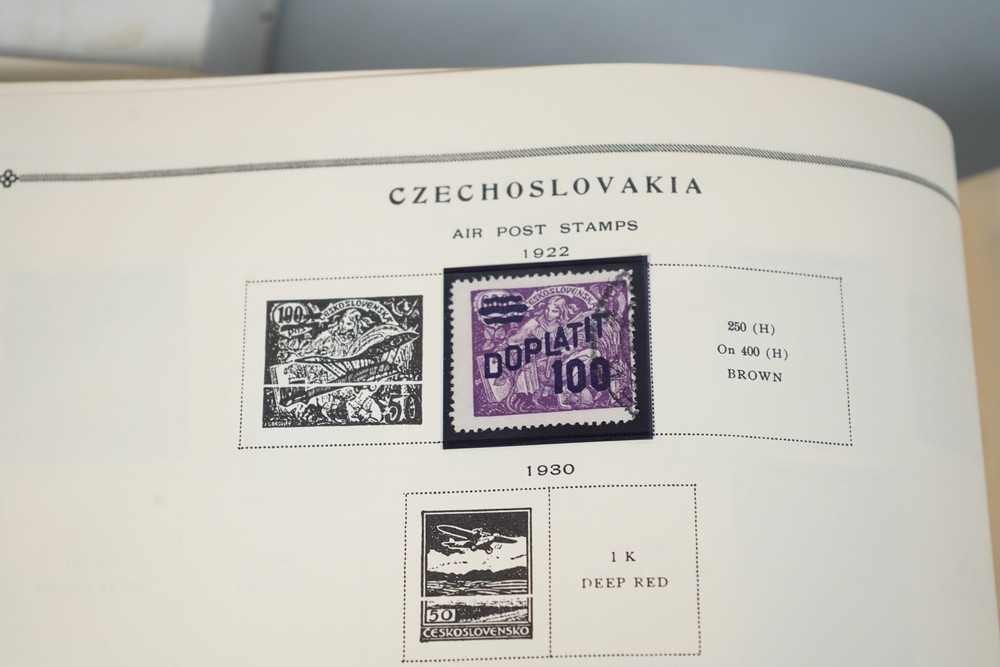 CZECHOSLOVAKIA
AIR POST STAMPS
1922
100
50
ČESKOSLOVENSKO
DOPLATIT
100
250 (H)
On 400 (H)
BROWN
1930
50
ČESKOSLOVENSKO
1 K
DEEP RED